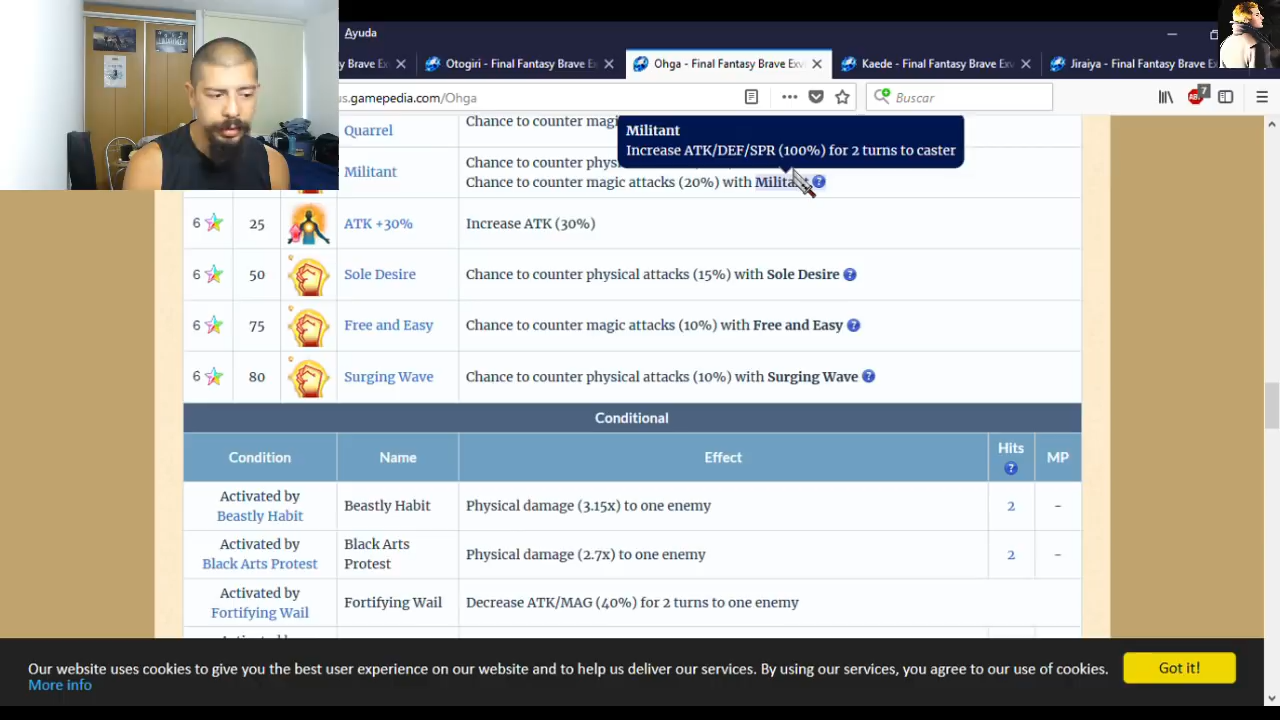 Ayuda
y Brave Ex
Otogiri - Final Fantasy Brave Ex
Ohga - Final Fantasy Brave Exvi
Kaede - Final Fantasy Brave Exv
Jiraiya - Final Fantasy Brave Ex
us.gamepedia.com/Ohga
Buscar
7
Quarrel
Chance to counter magi
Militant
Increase ATK/DEF/SPR (100%) for 2 turns to caster
Militant
Chance to counter phys
Chance to counter magic attacks (20%) with Militant
6 25 ATK +30% Increase ATK (30%)
6 50 Sole Desire Chance to counter physical attacks (15%) with Sole Desire ?
6 75 Free and Easy Chance to counter magic attacks (10%) with Free and Easy ?
6 80 Surging Wave Chance to counter physical attacks (10%) with Surging Wave ?
Conditional
Condition Name Effect Hits ? MP
Activated by
Beastly Habit
Beastly Habit Physical damage (3.15x) to one enemy 2 -
Activated by
Black Arts Protest
Black Arts
Protest
Physical damage (2.7x) to one enemy 2 -
Activated by
Fortifying Wail
Fortifying Wail Decrease ATK/MAG (40%) for 2 turns to one enemy
Our website uses cookies to give you the best user experience on our website and to help us deliver our services. By using our services, you agree to our use of cookies.
More info
Got it!